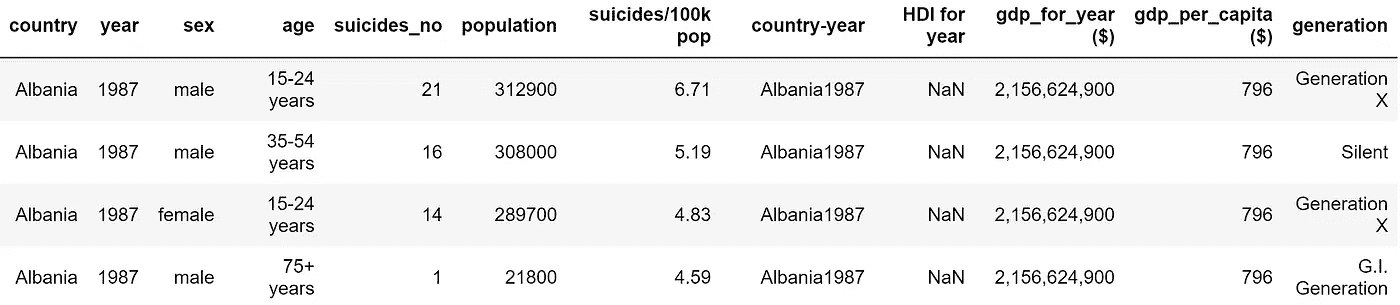 country year sex age suicides_no population suicides/100k pop country-year HDI for year gdp_for_year ($) gdp_per_capita ($) generation
Albania 1987 male 15-24 years 21 312900 6.71 Albania1987 NaN 2,156,624,900 796 Generation X
Albania 1987 male 35-54 years 16 308000 5.19 Albania1987 NaN 2,156,624,900 796 Silent
Albania 1987 female 15-24 years 14 289700 4.83 Albania1987 NaN 2,156,624,900 796 Generation X
Albania 1987 male 75+ years 1 21800 4.59 Albania1987 NaN 2,156,624,900 796 G.I. Generation